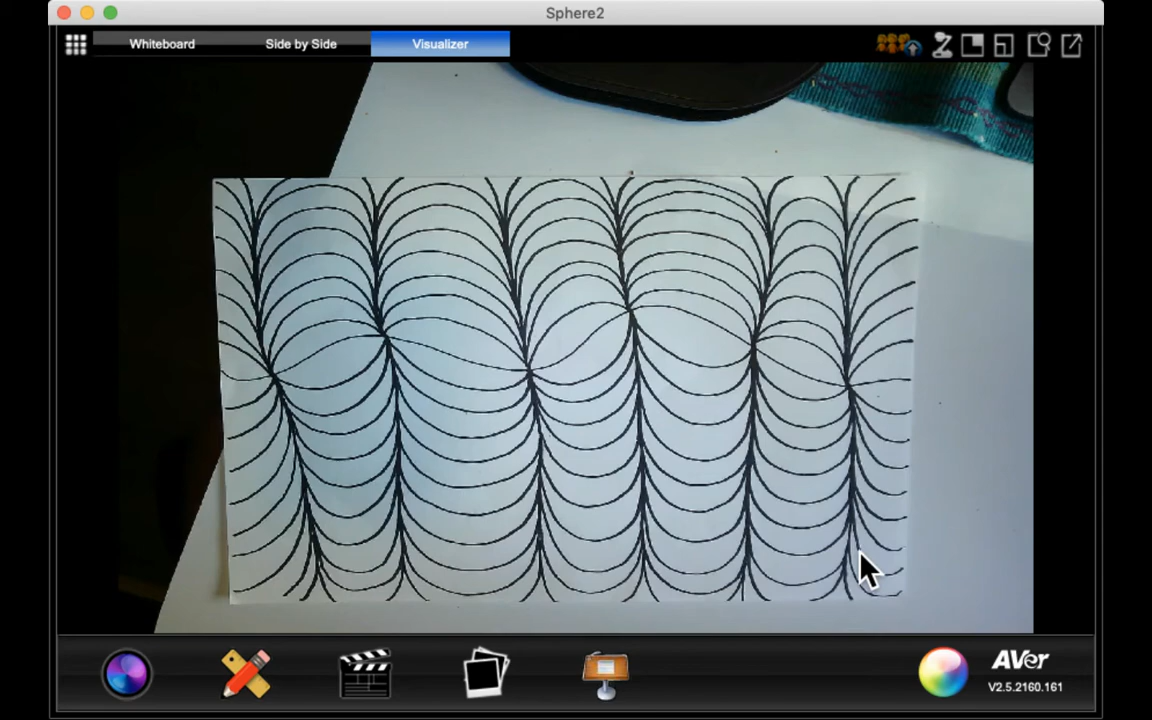 Sphere2
Whiteboard
Side by Side
Visualizer
AVer
V2.5.2160.161